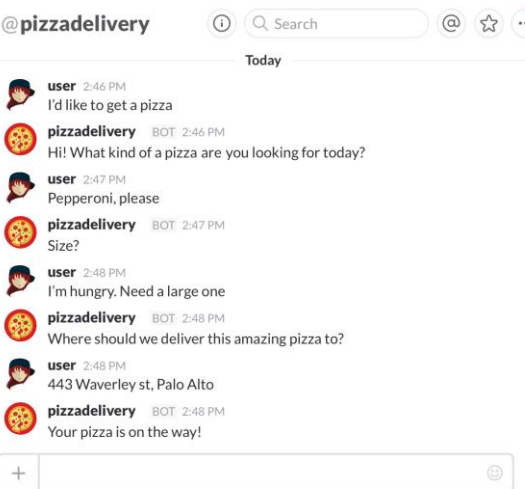 @pizzadelivery
Search
Today
user 2:46 PM
I'd like to get a pizza
pizzadelivery BOT 2:46 PM
Hi! What kind of a pizza are you looking for today?
user 2:47 PM
Pepperoni, please
pizzadelivery BOT 2:47 PM
Size?
user 2:48 PM
I'm hungry. Need a large one
pizzadelivery BOT 2:48 PM
Where should we deliver this amazing pizza to?
user 2:48 PM
443 Waverley st, Palo Alto
pizzadelivery BOT 2:48 PM
Your pizza is on the way!